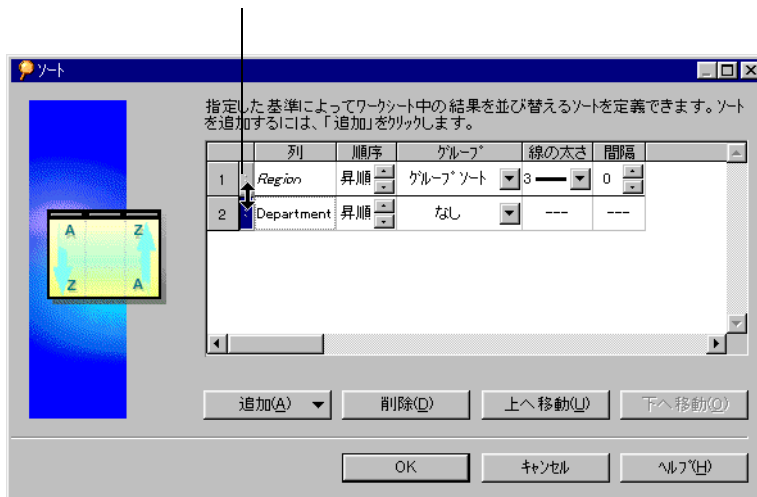 ソート
指定した基準によってワークシート中の結果を並び替えるソートを定義できます。ソート
を追加するには、「追加」をクリックします。
列 順序 グループ 線の太さ 間隔
1 Region 昇順 グループ ソート 3 0
2 Department 昇順 なし --- ---
A Z
Z A
追加(A) 削除(D) 上へ移動(U) 下へ移動(O)
OK キャンセル ヘルプ(H)